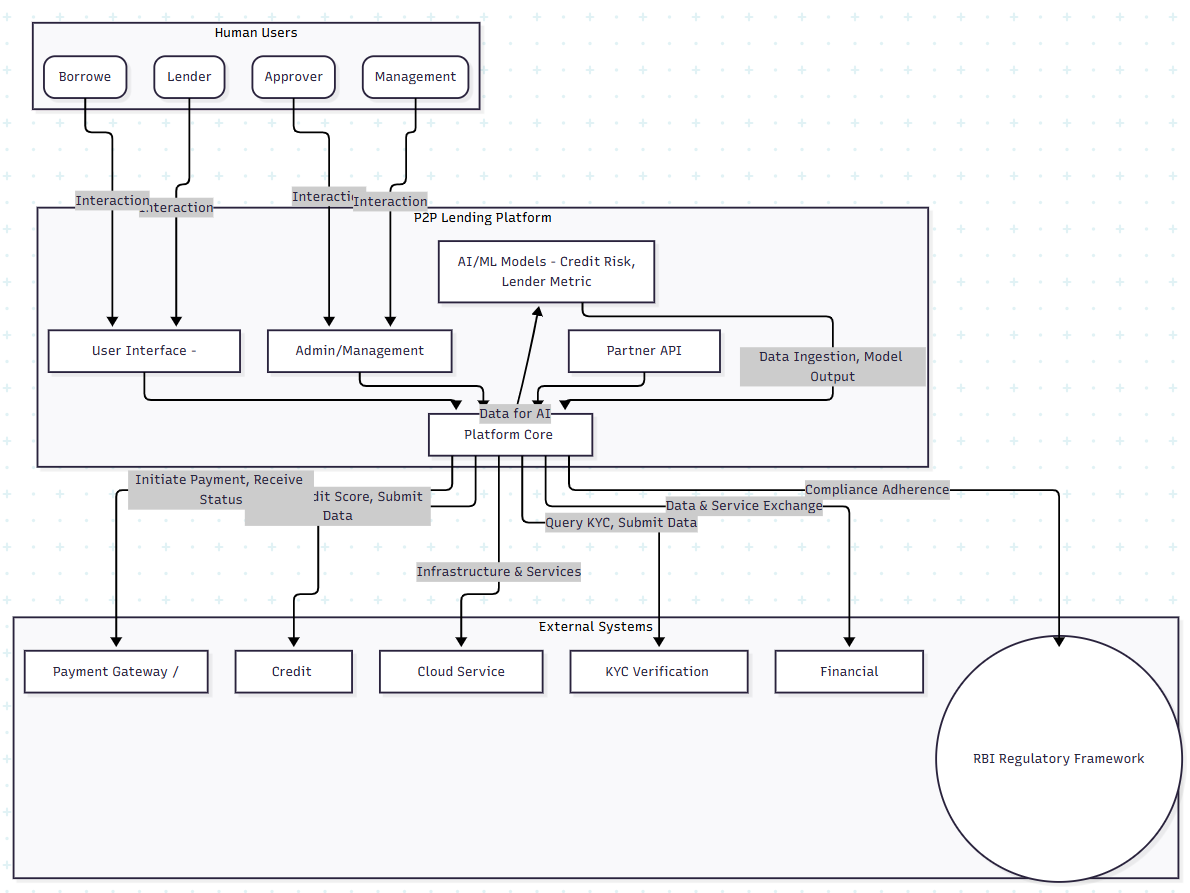 Human Users
Borrowe
Lender
Approver
Management
Interaction
Interaction
Interaction
P2P Lending Platform
AI/ML Models - Credit Risk,
Lender Metric
User Interface -
Admin/Management
Partner API
Data Ingestion, Model
Output
Data for AI
Platform Core
Initiate Payment, Receive
Status
Score, Submit
Data
Compliance Adherence
Data & Service Exchange
Query KYC, Submit Data
Infrastructure & Services
External Systems
Payment Gateway /
Credit
Cloud Service
KYC Verification
Financial
RBI Regulatory Framework